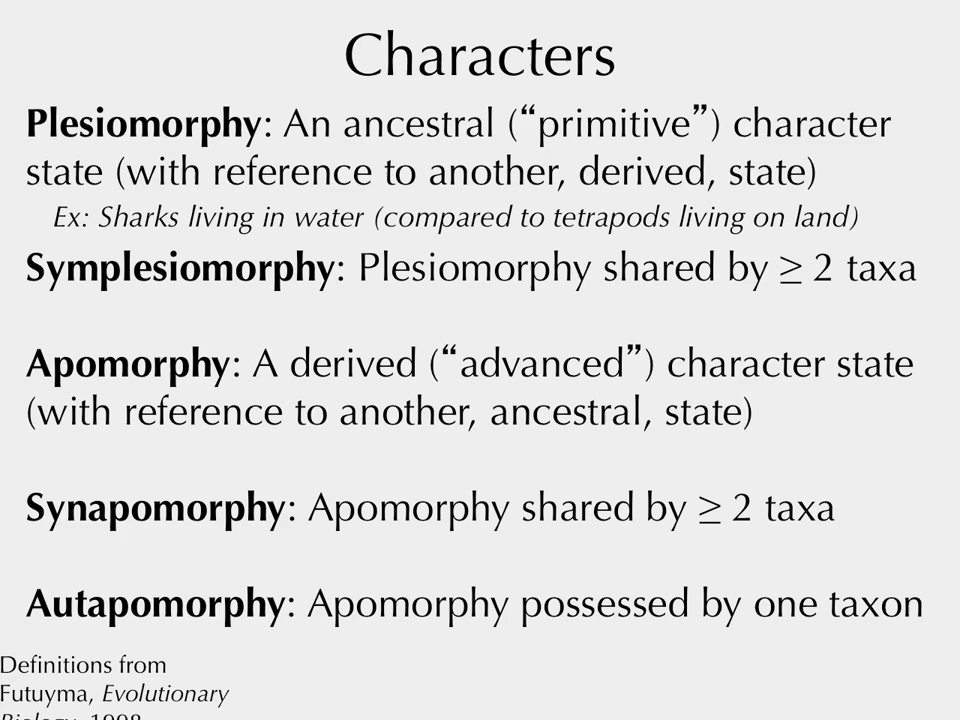 Characters
Plesiomorphy: An ancestral (“primitive”) character
state (with reference to another, derived, state)
Ex: Sharks living in water (compared to tetrapods living on land)
Symplesiomorphy: Plesiomorphy shared by ≥ 2 taxa
Apomorphy: A derived (“advanced”) character state
(with reference to another, ancestral, state)
Synapomorphy: Apomorphy shared by ≥ 2 taxa
Autapomorphy: Apomorphy possessed by one taxon
Definitions from
Futuyma, Evolutionary
Biology, 1998